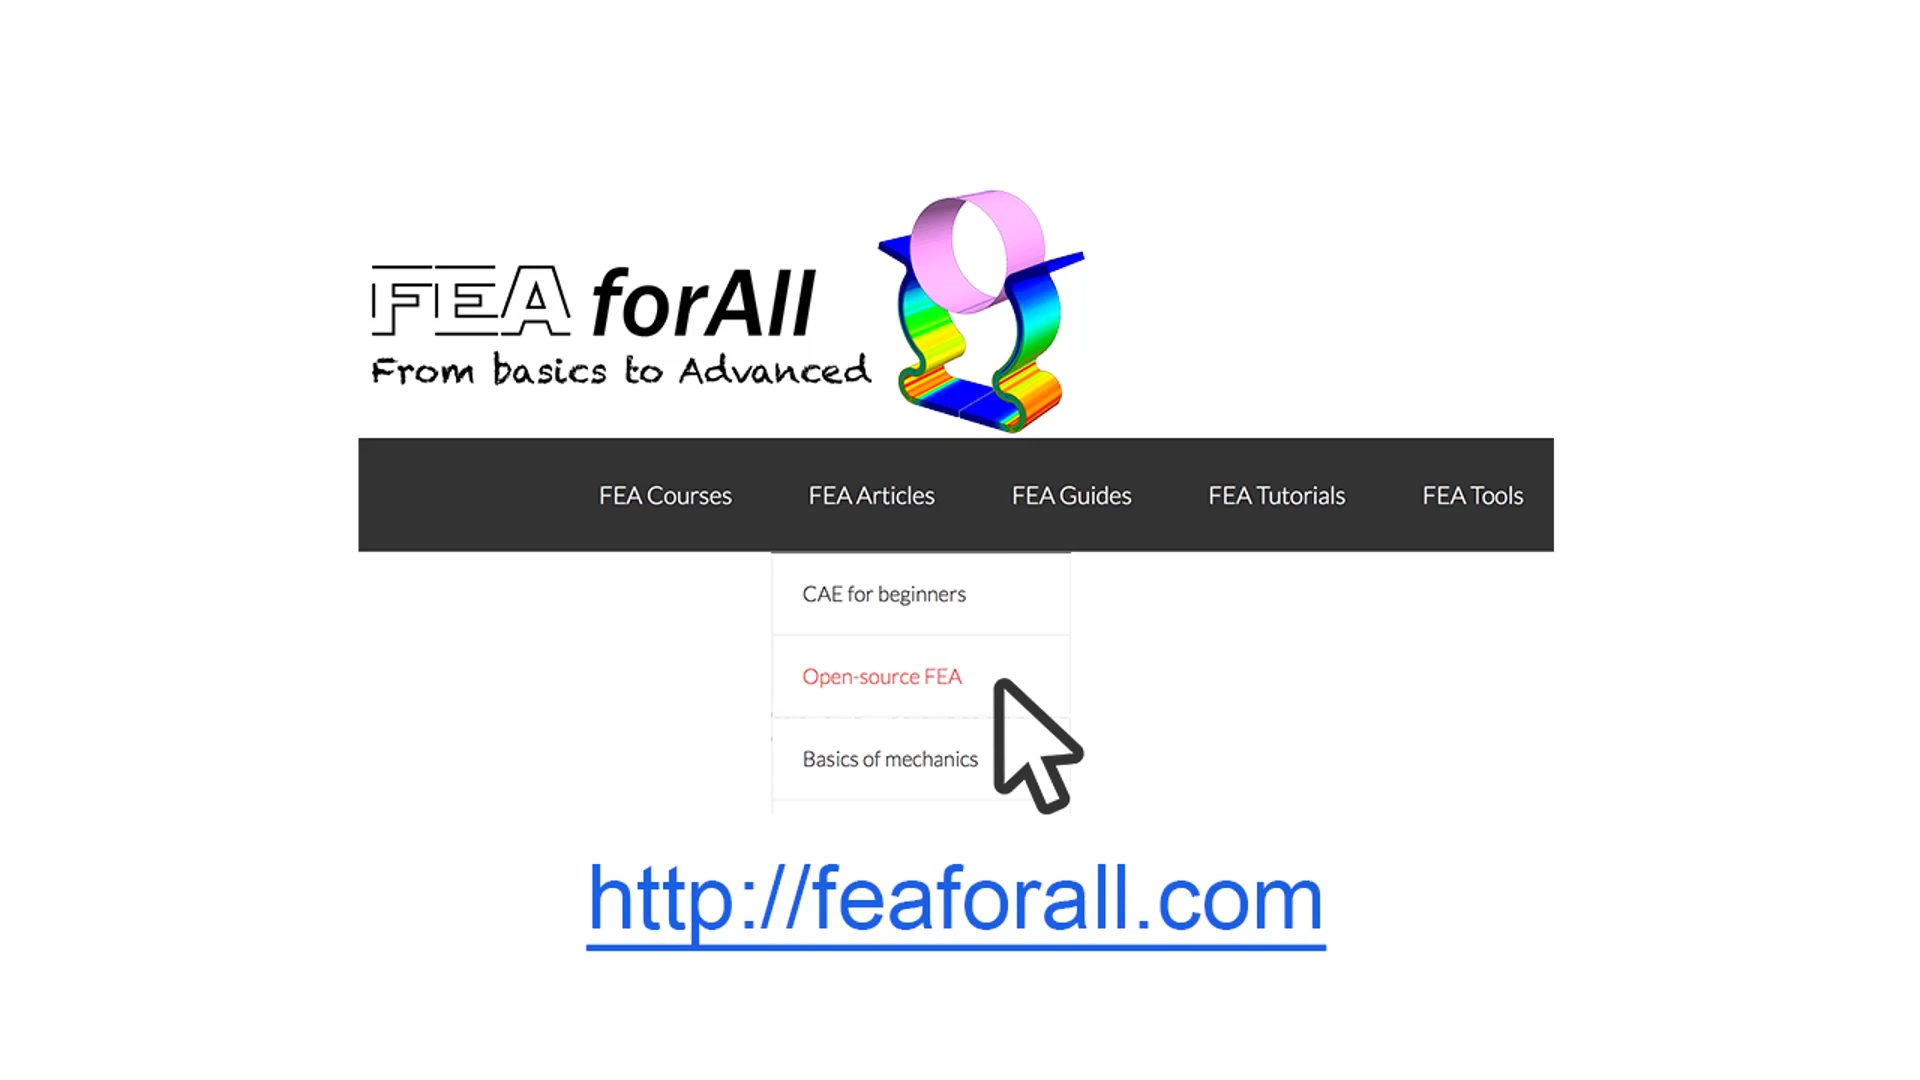 FEA forAll
From basics to Advanced
FEA Courses FEA Articles FEA Guides FEA Tutorials FEA Tools
CAE for beginners
Open-source FEA
Basics of mechanics
http://feaforall.com